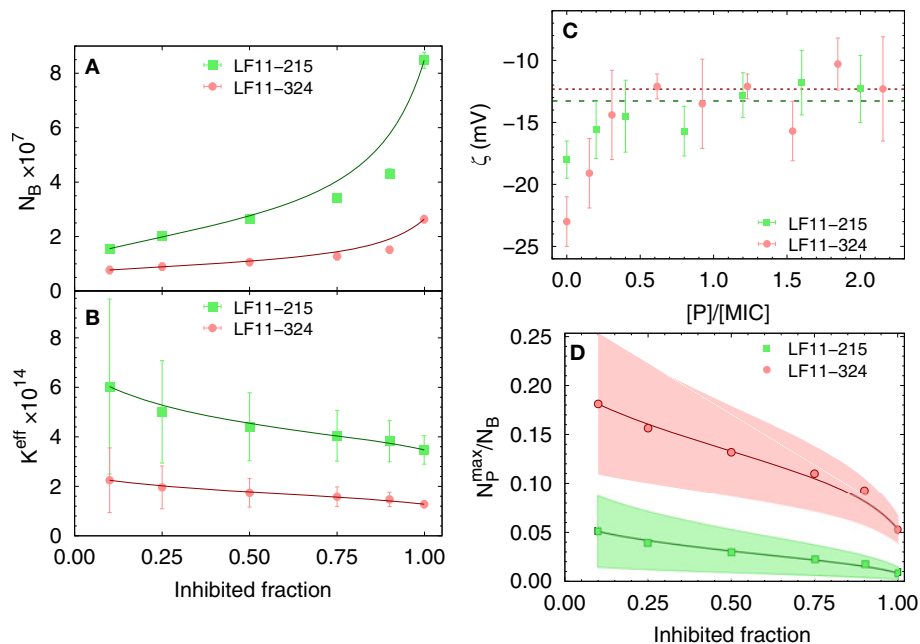 A
LF11−215
LF11−324
N_B ×10^7
8
6
4
2
0
B
LF11−215
LF11−324
K^eff ×10^14
8
6
4
2
0
0.00 0.25 0.50 0.75 1.00
Inhibited fraction
C
ζ (mV)
−10
−15
−20
−25
LF11−215
LF11−324
0.0 0.5 1.0 1.5 2.0
[P]/[MIC]
D
LF11−215
LF11−324
N_P^max/N_B
0.25
0.20
0.15
0.10
0.05
0.00
0.00 0.25 0.50 0.75 1.00
Inhibited fraction